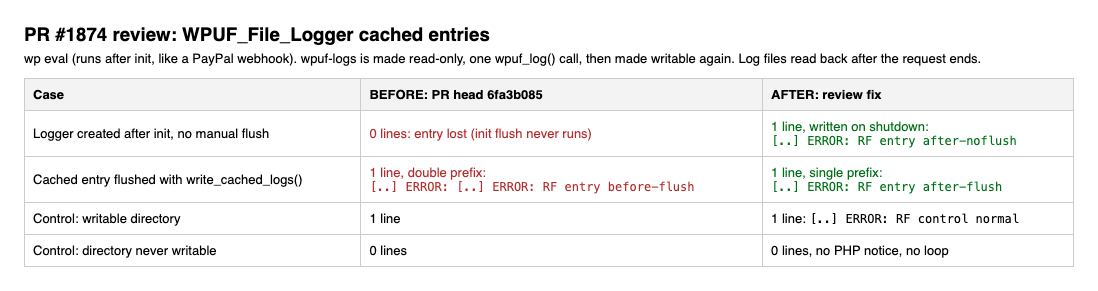 PR #1874 review: WPUF_File_Logger cached entries
wp eval (runs after init, like a PayPal webhook). wpuf-logs is made read-only, one wpuf_log() call, then made writable again. Log files read back after the request ends.
Case
BEFORE: PR head 6fa3b085
AFTER: review fix
Logger created after init, no manual flush
0 lines: entry lost (init flush never runs)
1 line, written on shutdown:
[..] ERROR: RF entry after-noflush
Cached entry flushed with write_cached_logs()
1 line, double prefix:
[..] ERROR: [..] ERROR: RF entry before-flush
1 line, single prefix:
[..] ERROR: RF entry after-flush
Control: writable directory
1 line
1 line: [..] ERROR: RF control normal
Control: directory never writable
0 lines
0 lines, no PHP notice, no loop